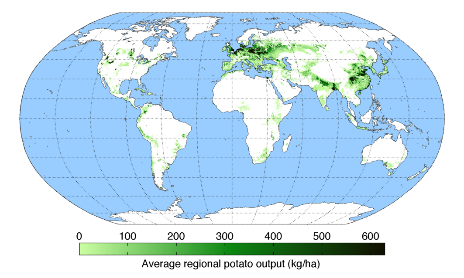 0 100 200 300 400 500 600
Average regional potato output (kg/ha)